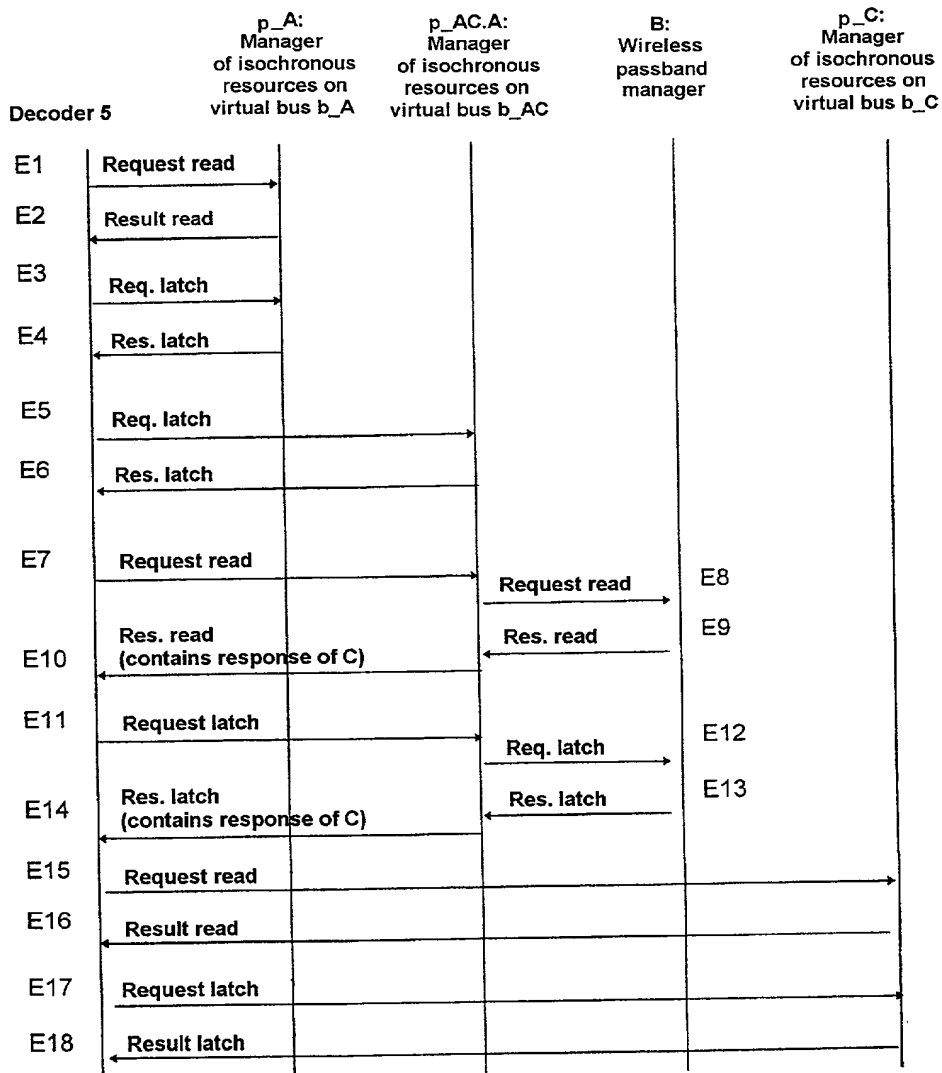 p_A:
Manager
of isochronous
resources on
virtual bus b_A
p_AC.A:
Manager
of isochronous
resources on
virtual bus b_AC
B:
Wireless
passband
manager
p_C:
Manager
of isochronous
resources on
virtual bus b_C
Decoder 5
E1 Request read
E2 Result read
E3 Req. latch
E4 Res. latch
E5 Req. latch
E6 Res. latch
E7 Request read
Request read E8
Res. read E9
E10 Res. read
(contains response of C)
E11 Request latch
Req. latch E12
Res. latch E13
E14 Res. latch
(contains response of C)
E15 Request read
E16 Result read
E17 Request latch
E18 Result latch